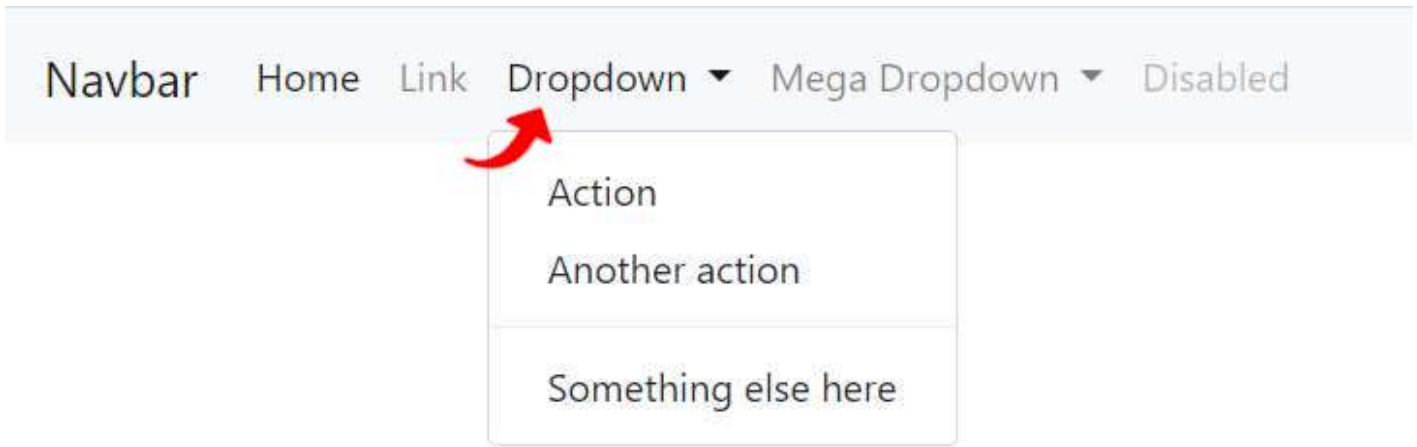 Navbar Home Link Dropdown Mega Dropdown Disabled
Action
Another action
Something else here